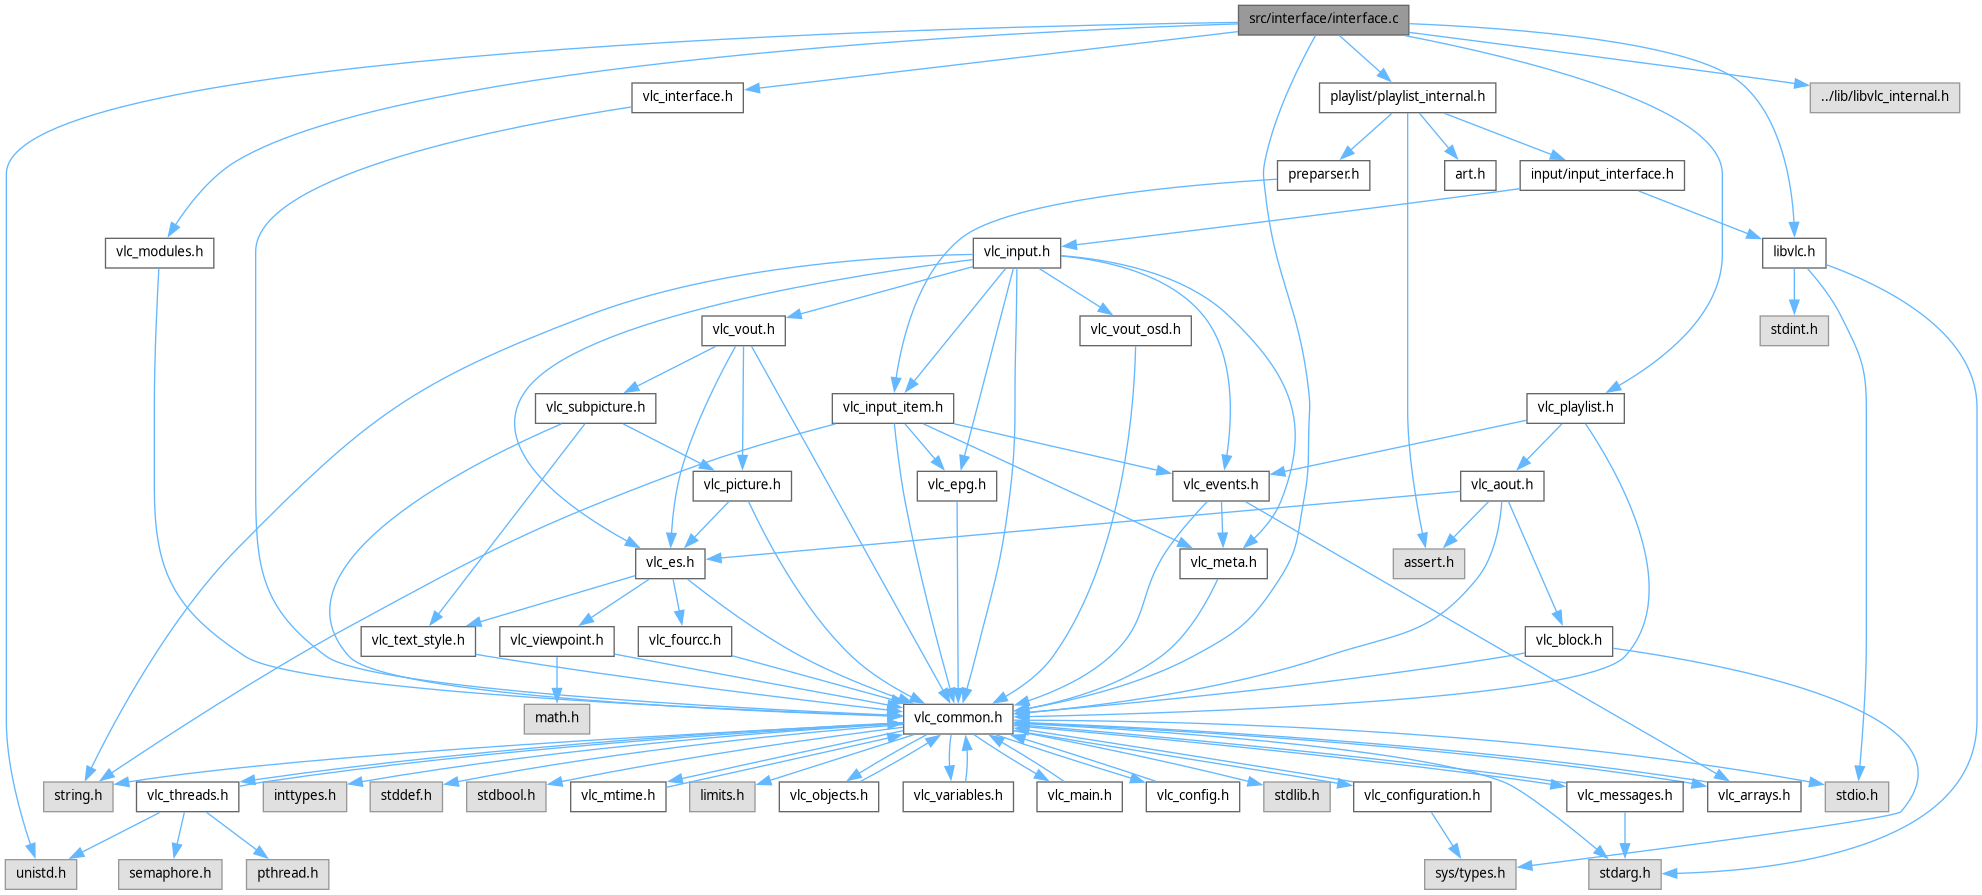 src/interface/interface.c
vlc_interface.h
playlist/playlist_internal.h
../lib/libvlc_internal.h
preparser.h
art.h
input/input_interface.h
vlc_modules.h
vlc_input.h
libvlc.h
vlc_vout.h
vlc_vout_osd.h
stdint.h
vlc_subpicture.h
vlc_input_item.h
vlc_playlist.h
vlc_picture.h
vlc_epg.h
vlc_events.h
vlc_aout.h
vlc_es.h
vlc_meta.h
assert.h
vlc_text_style.h
vlc_viewpoint.h
vlc_fourcc.h
vlc_block.h
math.h
vlc_common.h
string.h
vlc_threads.h
inttypes.h
stddef.h
stdbool.h
vlc_mtime.h
limits.h
vlc_objects.h
vlc_variables.h
vlc_main.h
vlc_config.h
stdlib.h
vlc_configuration.h
vlc_messages.h
vlc_arrays.h
stdio.h
unistd.h
semaphore.h
pthread.h
sys/types.h
stdarg.h